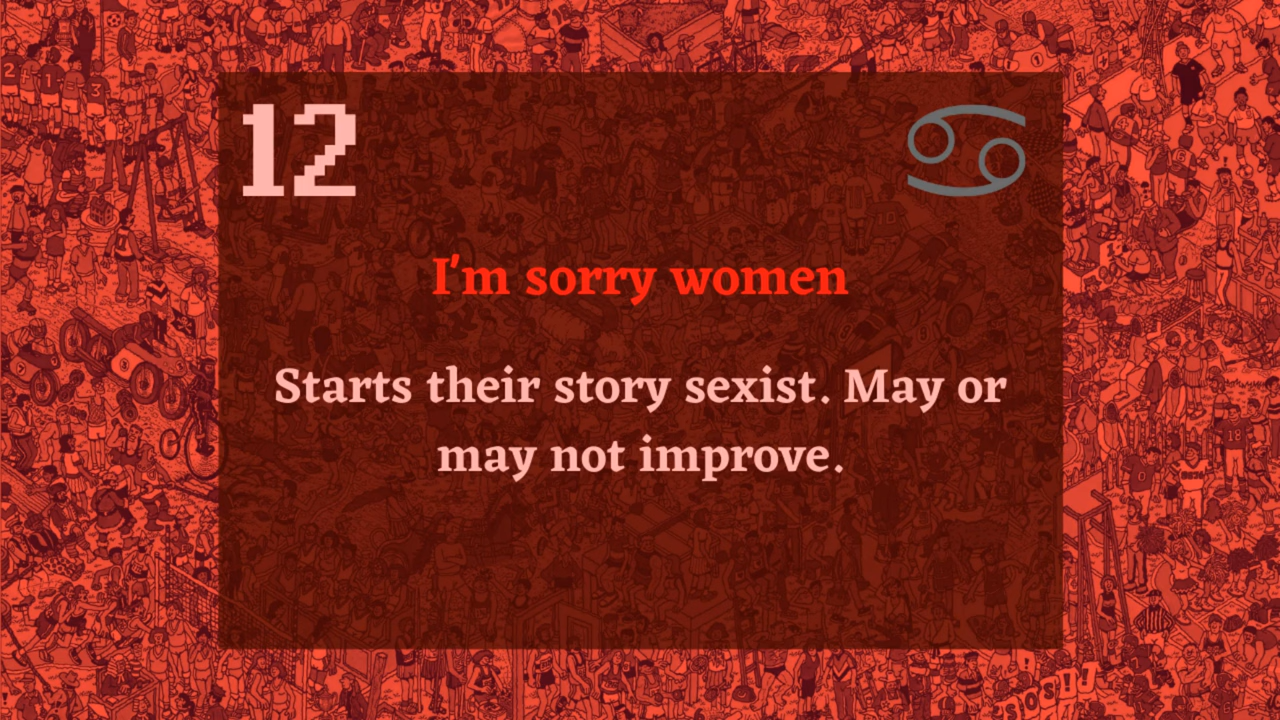 12
♋
I'm sorry women
Starts their story sexist. May or
may not improve.